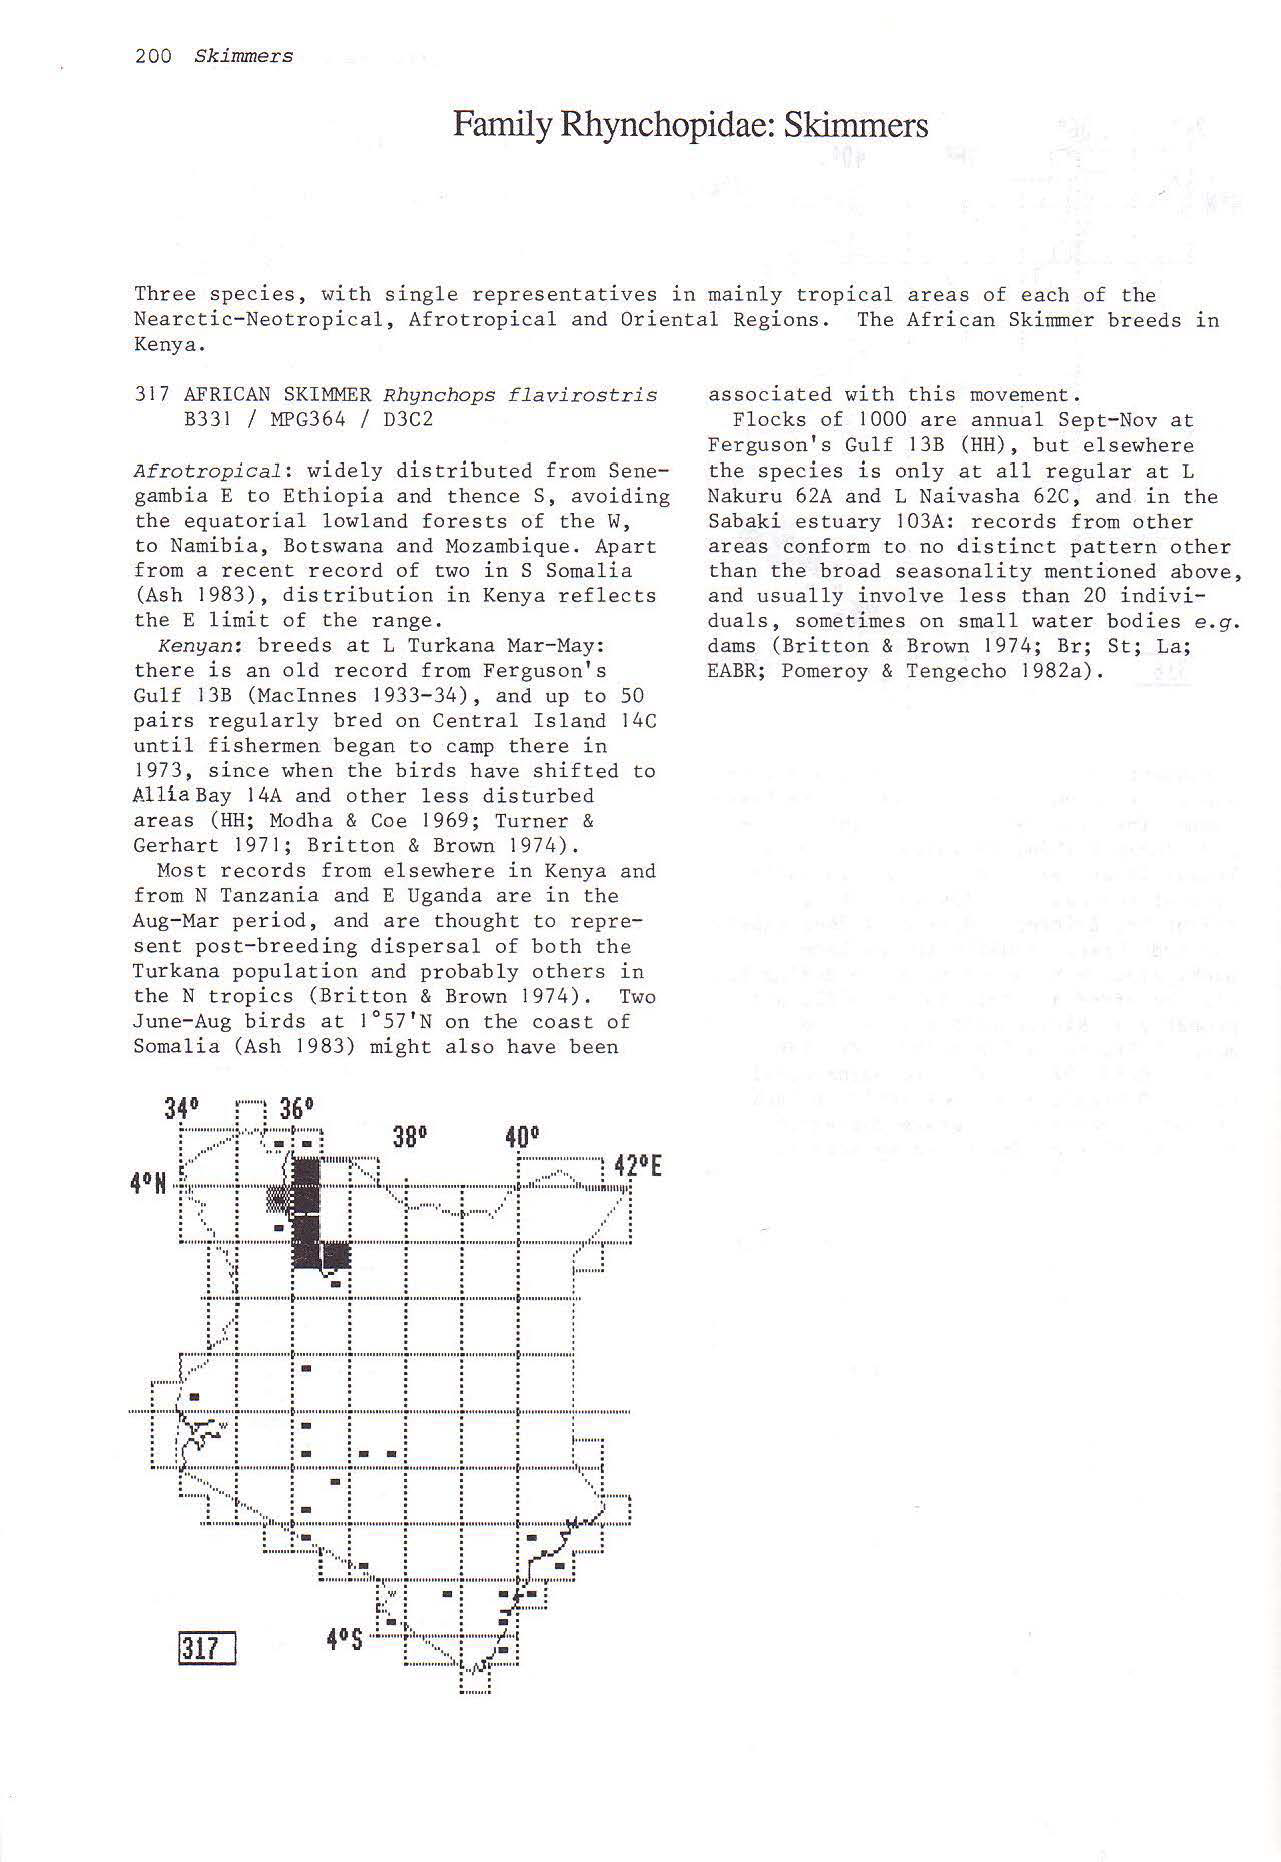 200 Skimmers
Family Rhynchopidae: Skimmers
Three species, with single representatives in mainly tropical areas of each of the
Nearctic-Neotropical, Afrotropical and Oriental Regions. The African Skimmer breeds in
Kenya.
317 AFRICAN SKIMMER Rhynchops flavirostris
B331 / MPG364 / D3C2
Afrotropical: widely distributed from Sene-
gambia E to Ethiopia and thence S, avoiding
the equatorial lowland forests of the W,
to Namibia, Botswana and Mozambique. Apart
from a recent record of two in S Somalia
(Ash 1983), distribution in Kenya reflects
the E limit of the range.
Kenyan: breeds at L Turkana Mar-May:
there is an old record from Ferguson's
Gulf 13B (MacInnes 1933-34), and up to 50
pairs regularly bred on Central Island 14C
until fishermen began to camp there in
1973, since when the birds have shifted to
Allia Bay 14A and other less disturbed
areas (HH; Modha & Coe 1969; Turner &
Gerhart 1971; Britton & Brown 1974).
Most records from elsewhere in Kenya and
from N Tanzania and E Uganda are in the
Aug-Mar period, and are thought to repre-
sent post-breeding dispersal of both the
Turkana population and probably others in
the N tropics (Britton & Brown 1974). Two
June-Aug birds at 1°57'N on the coast of
Somalia (Ash 1983) might also have been
associated with this movement.
Flocks of 1000 are annual Sept-Nov at
Ferguson's Gulf 13B (HH), but elsewhere
the species is only at all regular at L
Nakuru 62A and L Naivasha 62C, and in the
Sabaki estuary 103A: records from other
areas conform to no distinct pattern other
than the broad seasonality mentioned above,
and usually involve less than 20 indivi-
duals, sometimes on small water bodies e.g.
dams (Britton & Brown 1974; Br; St; La;
EABR; Pomeroy & Tengecho 1982a).
34° 36°
38° 40°
42°E
4°N
4°S
317